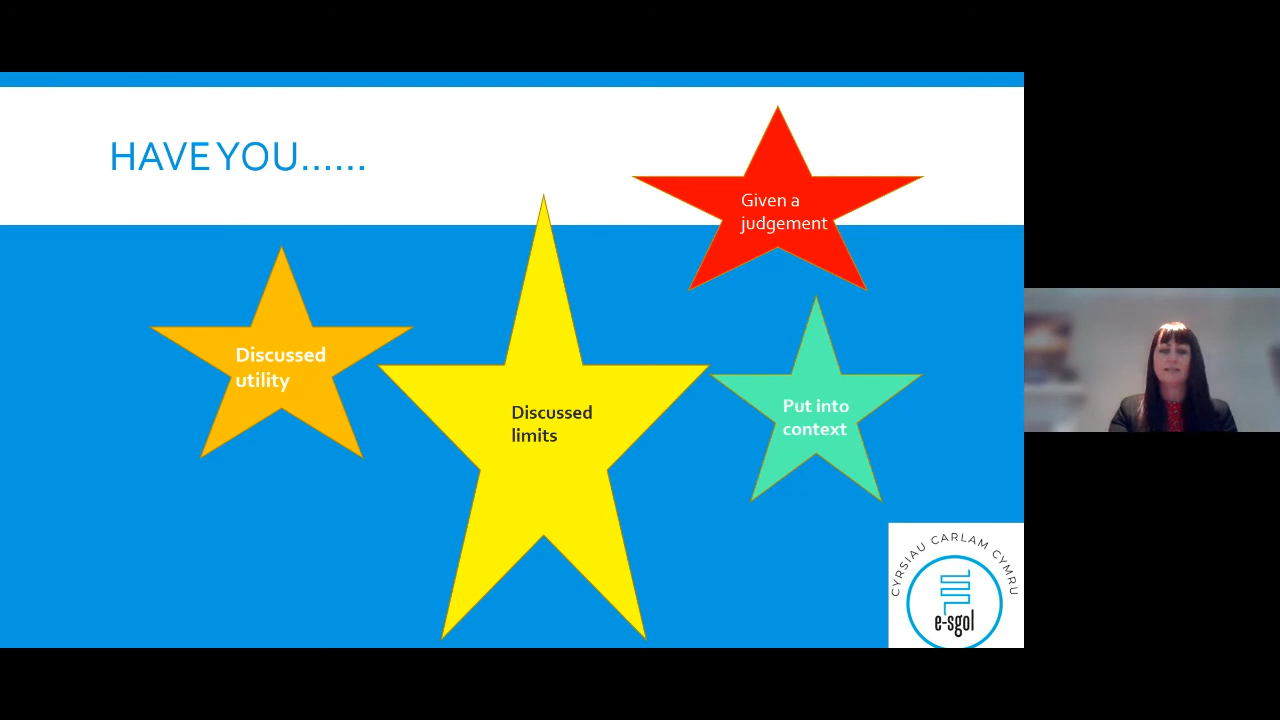 HAVE YOU......
Given a
judgement
Discussed
utility
Discussed
limits
Put into
context
CYRSIAU CARLAM CYMRU
e-sgol